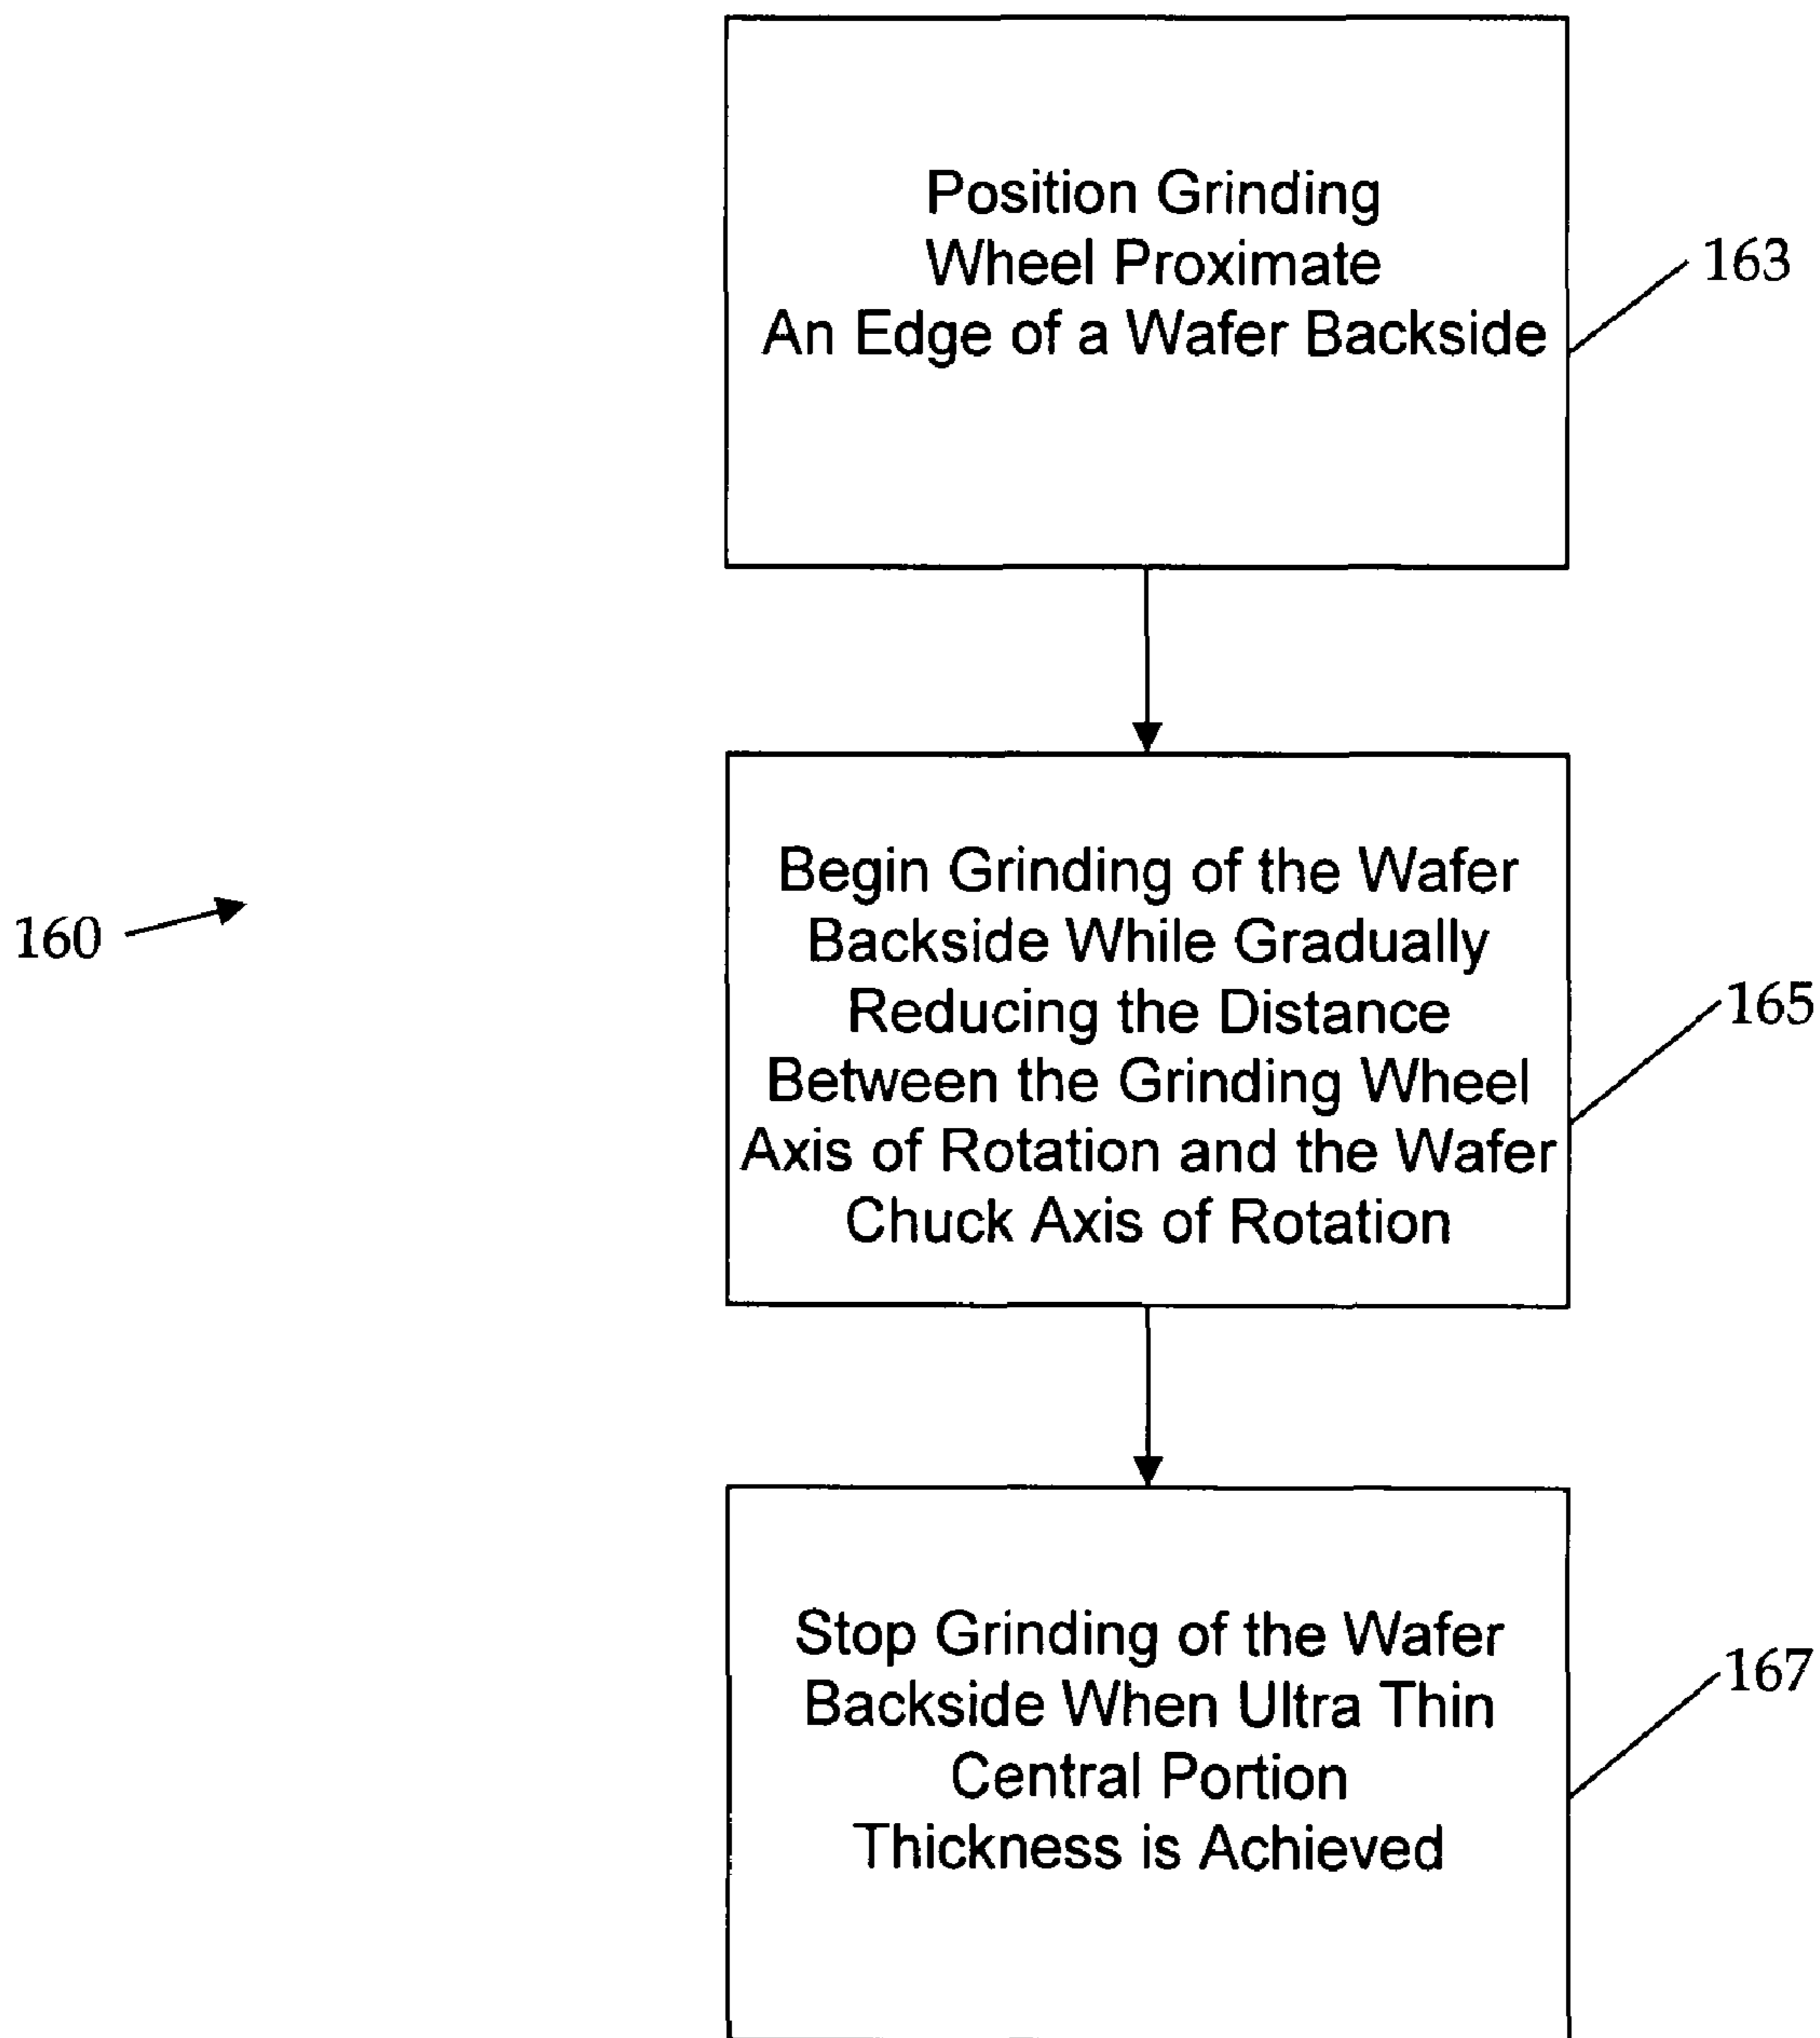 Position Grinding
Wheel Proximate
An Edge of a Wafer Backside
163
160
Begin Grinding of the Wafer
Backside While Gradually
Reducing the Distance
Between the Grinding Wheel
Axis of Rotation and the Wafer
Chuck Axis of Rotation
165
Stop Grinding of the Wafer
Backside When Ultra Thin
Central Portion
Thickness is Achieved
167